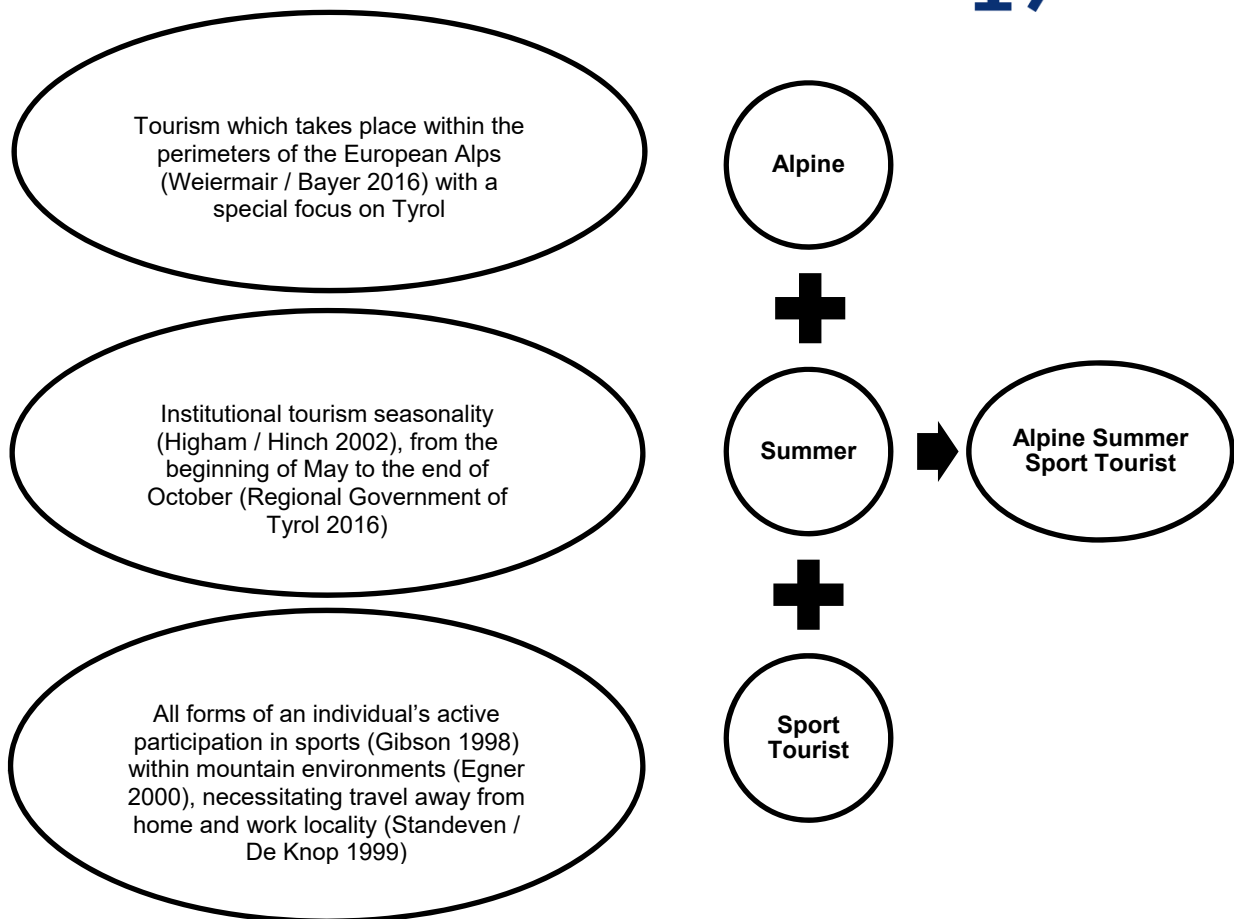 Tourism which takes place within the
perimeters of the European Alps
(Weiermair / Bayer 2016) with a
special focus on Tyrol
Alpine
Institutional tourism seasonality
(Higham / Hinch 2002), from the
beginning of May to the end of
October (Regional Government of
Tyrol 2016)
Summer
Alpine Summer
Sport Tourist
All forms of an individual’s active
participation in sports (Gibson 1998)
within mountain environments (Egner
2000), necessitating travel away from
home and work locality (Standeven /
De Knop 1999)
Sport
Tourist